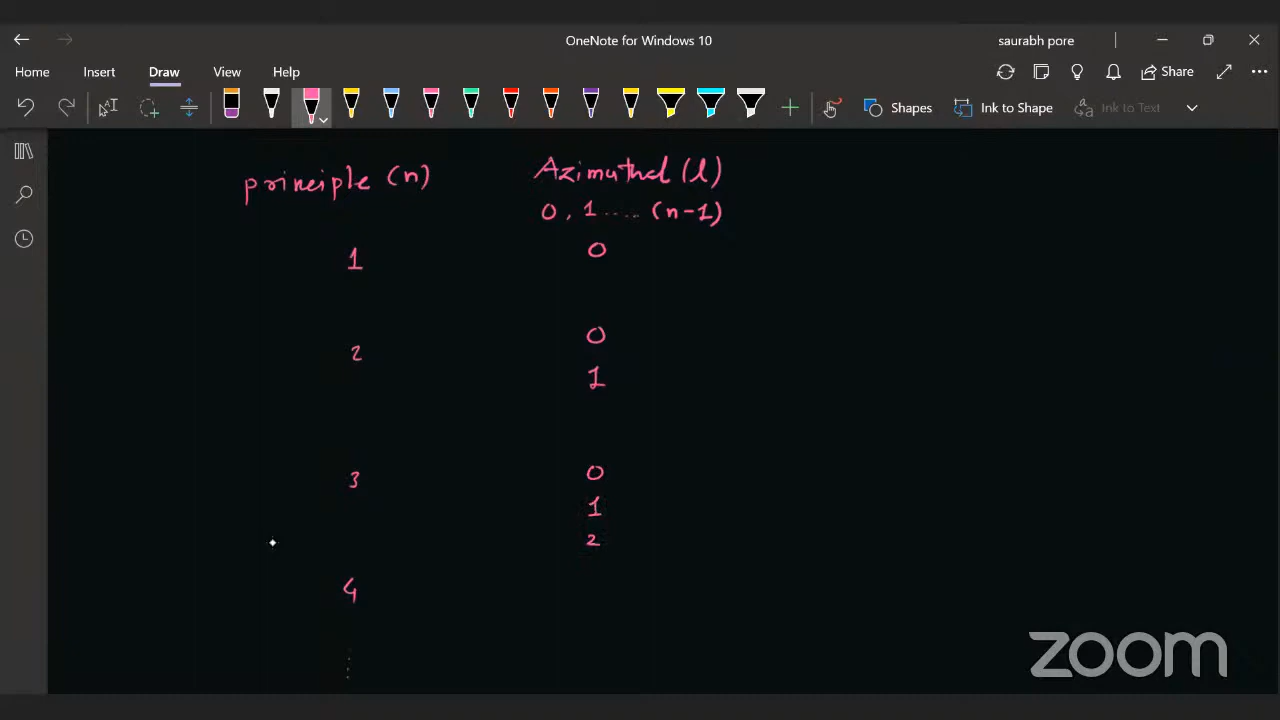 OneNote for Windows 10
saurabh pore
Home Insert Draw View Help
Share
Shapes Ink to Shape Ink to Text
principle (n) Azimuthal (l)
0, 1 ..... (n-1)
1 0
2 0
1
3 0
1
2
4
zoom